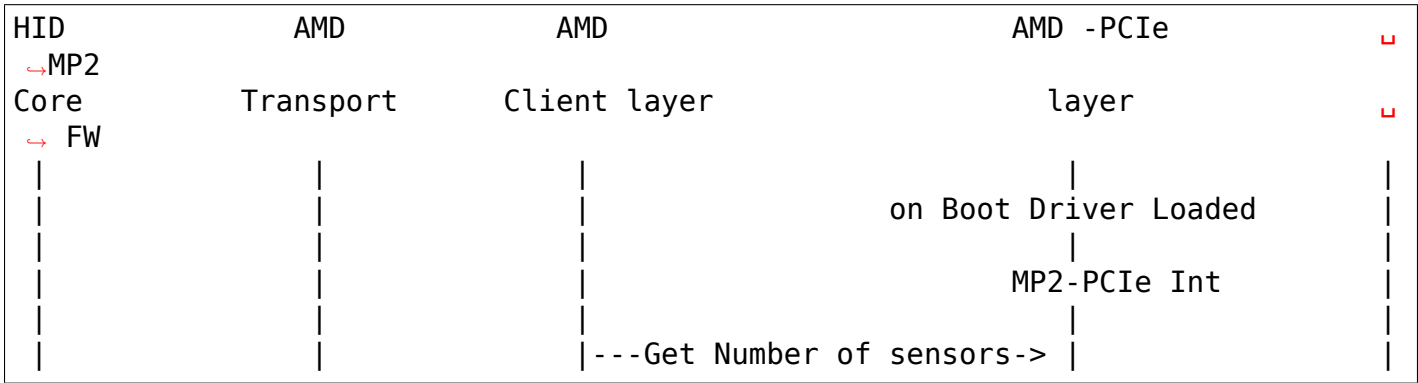 HID               AMD            AMD                        AMD -PCIe            ␣
↪MP2
Core          Transport      Client layer                   layer               ␣
↪ FW
|                |              |                            |                  |
|                |              |                 on Boot Driver Loaded       |
|                |              |                            |                  |
|                |              |                        MP2-PCIe Int         |
|                |              |                            |                  |
|                |              |---Get Number of sensors-> |                  |